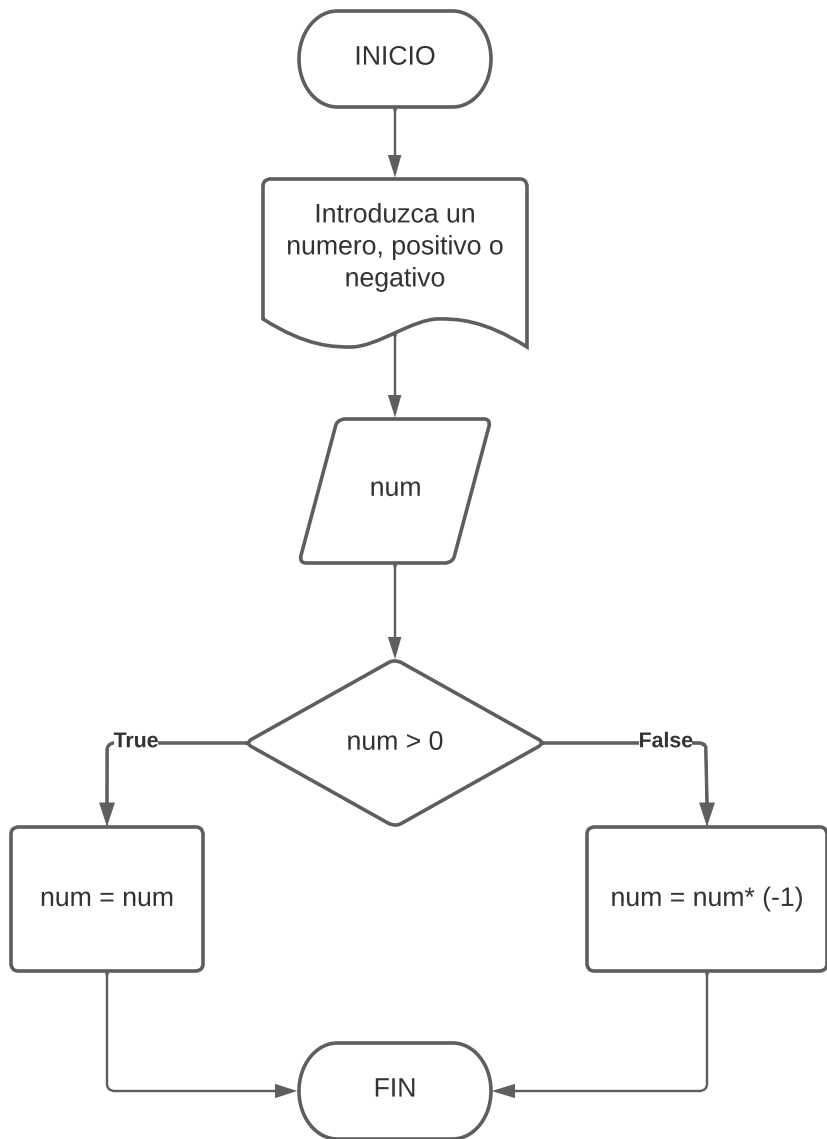 INICIO
Introduzca un
numero, positivo o
negativo
num
num > 0
True
False
num = num
num = num* (-1)
FIN